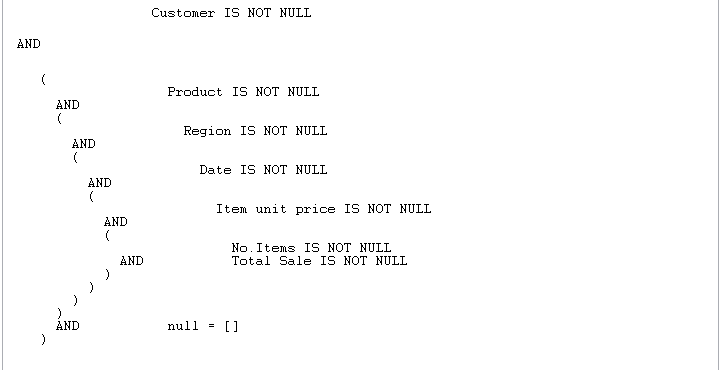 Customer IS NOT NULL
AND
(
Product IS NOT NULL
AND
(
Region IS NOT NULL
AND
(
Date IS NOT NULL
AND
(
Item unit price IS NOT NULL
AND
(
No.Items IS NOT NULL
AND Total Sale IS NOT NULL
)
)
)
)
AND null = []
)